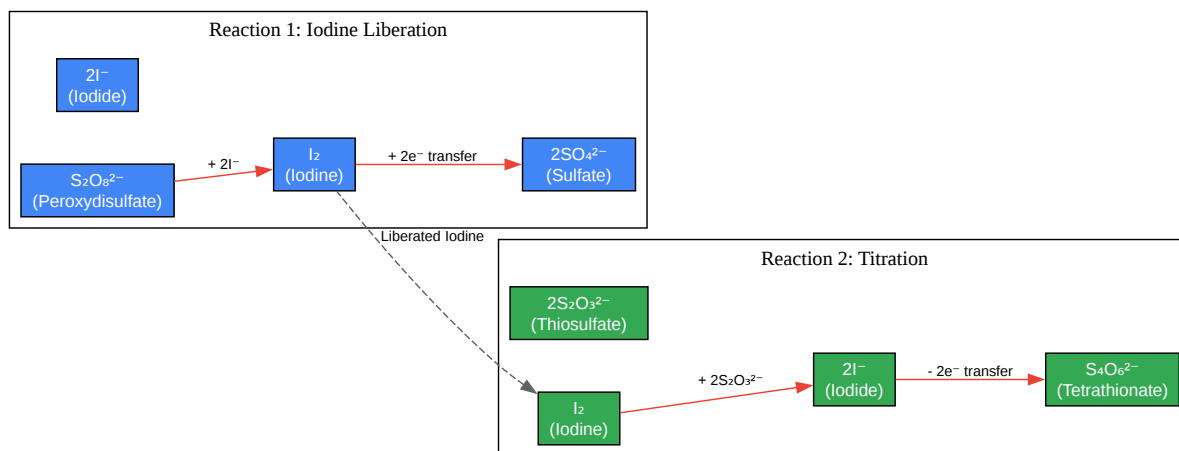 Reaction 1: Iodine Liberation
2I⁻
(Iodide)
S₂O₈²⁻
(Peroxydisulfate)
+ 2I⁻
I₂
(Iodine)
+ 2e⁻ transfer
2SO₄²⁻
(Sulfate)
Liberated Iodine
Reaction 2: Titration
2S₂O₃²⁻
(Thiosulfate)
I₂
(Iodine)
+ 2S₂O₃²⁻
2I⁻
(Iodide)
- 2e⁻ transfer
S₄O₆²⁻
(Tetrathionate)